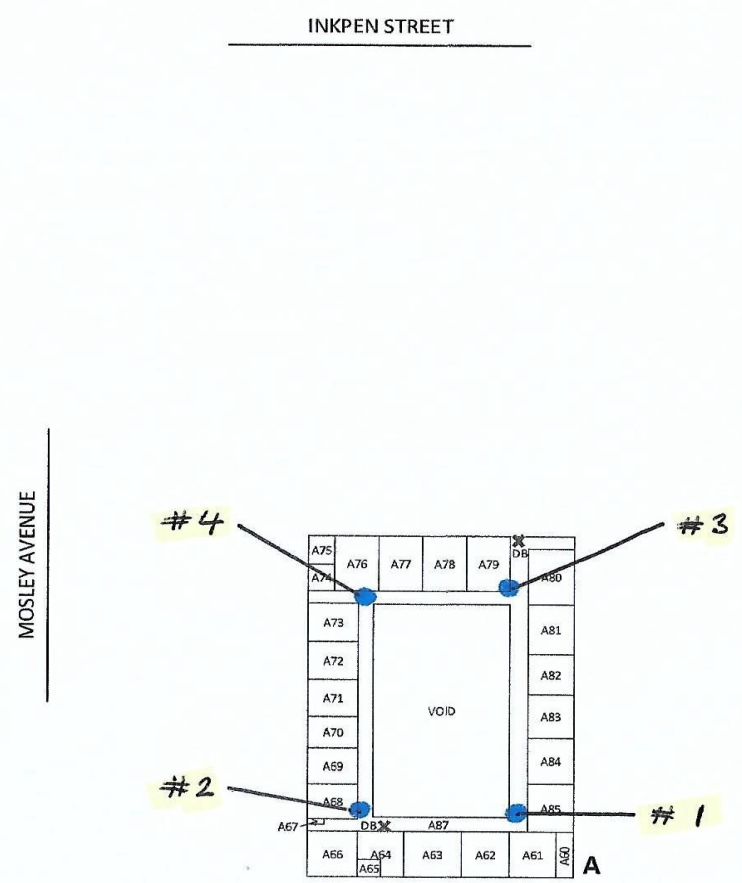 INKPEN STREET
MOSLEY AVENUE
#4
#3
A75
A76
A77
A78
A79
DB
A80
A74
A73
A81
A72
A82
A71
VOID
A83
A70
A69
A84
#2
A68
A85
#1
A67
DB
A87
A66
A64
A63
A62
A61
A60
A65
A